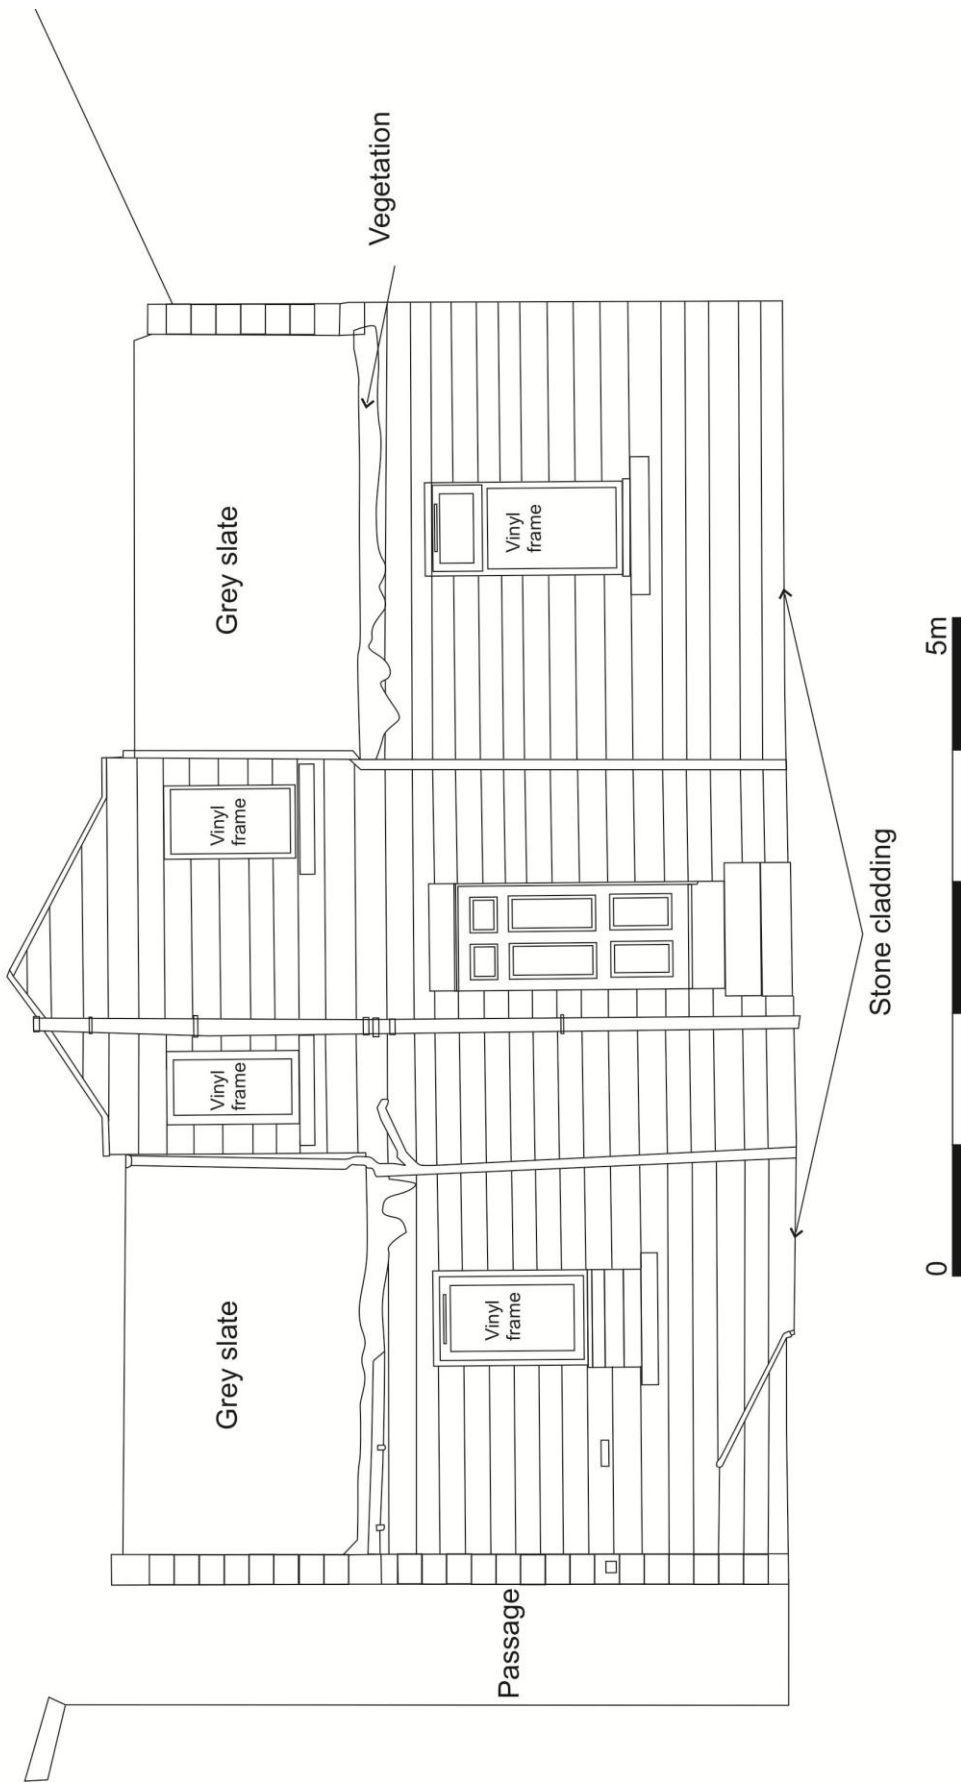 Grey slate
Grey slate
Vegetation
Vinyl
frame
Vinyl
frame
Passage
Vinyl
frame
Vinyl
frame
Stone cladding
0
5m